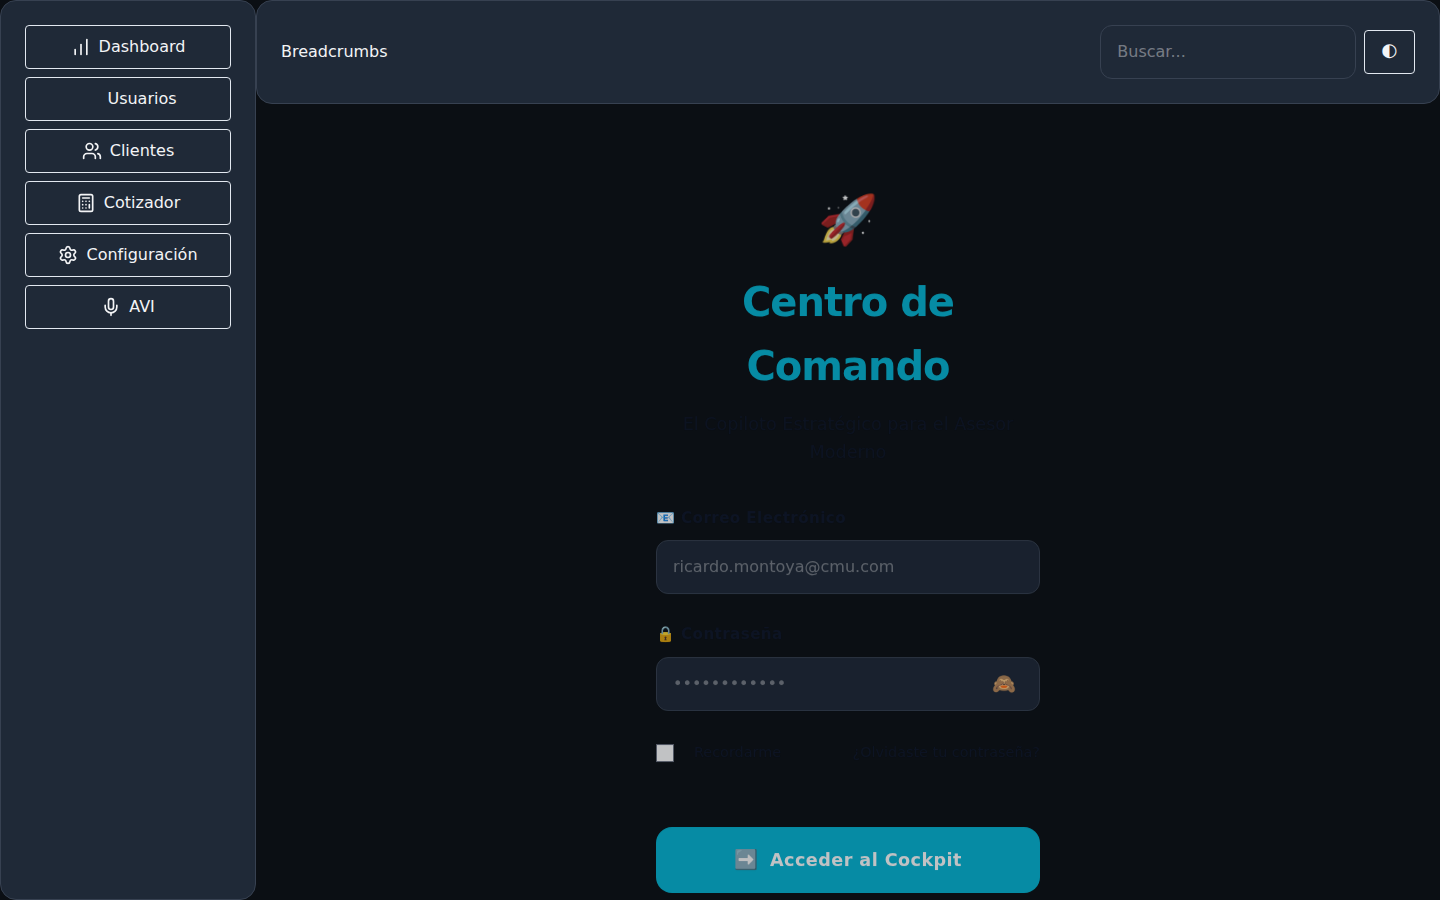 Dashboard
Usuarios
Clientes
Cotizador
Configuración
AVI
Breadcrumbs
Buscar...
Centro de
Comando
El Copiloto Estratégico para el Asesor
Moderno
Correo Electrónico
ricardo.montoya@cmu.com
Contraseña
••••••••••••
Recordarme
¿Olvidaste tu contraseña?
Acceder al Cockpit